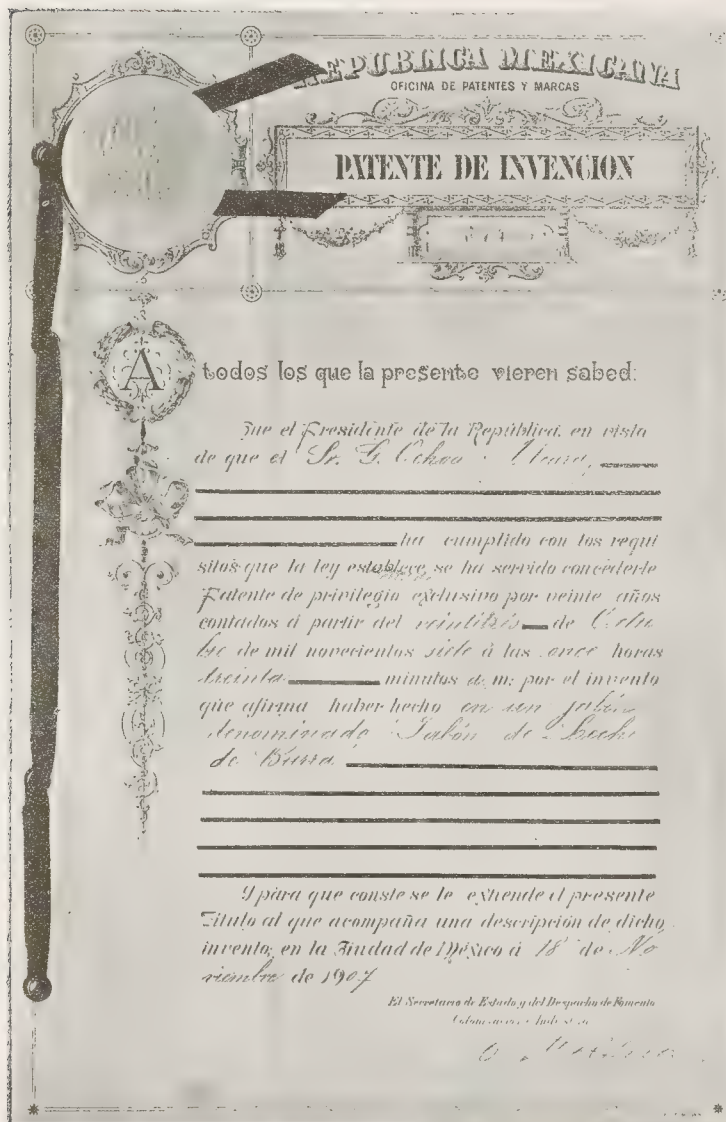 REPUBLICA MEXICANA
OFICINA DE PATENTES Y MARCAS
PATENTE DE INVENCION
A todos los que la presente vieren sabed:
Que el Presidente de la República, en vista
de que el Sr. G. Ochoa
ha cumplido con los requi
sitos que la ley establece, se ha servido concederle
Patente de privilegio exclusivo por veinte años
contados á partir del veintitrés de Octu
bre de mil novecientos siete á las once horas
treinta minutos a. m; por el invento
que afirma haber hecho en un jabón
denominado Jabón de Leche
de Burra.
Y para que conste se le extiende el presente
Título al que acompaña una descripción de dicho
invento, en la Ciudad de México á 18 de No
viembre de 1907
El Secretario de Estado y del Despacho de Fomento
Colonización é Industria